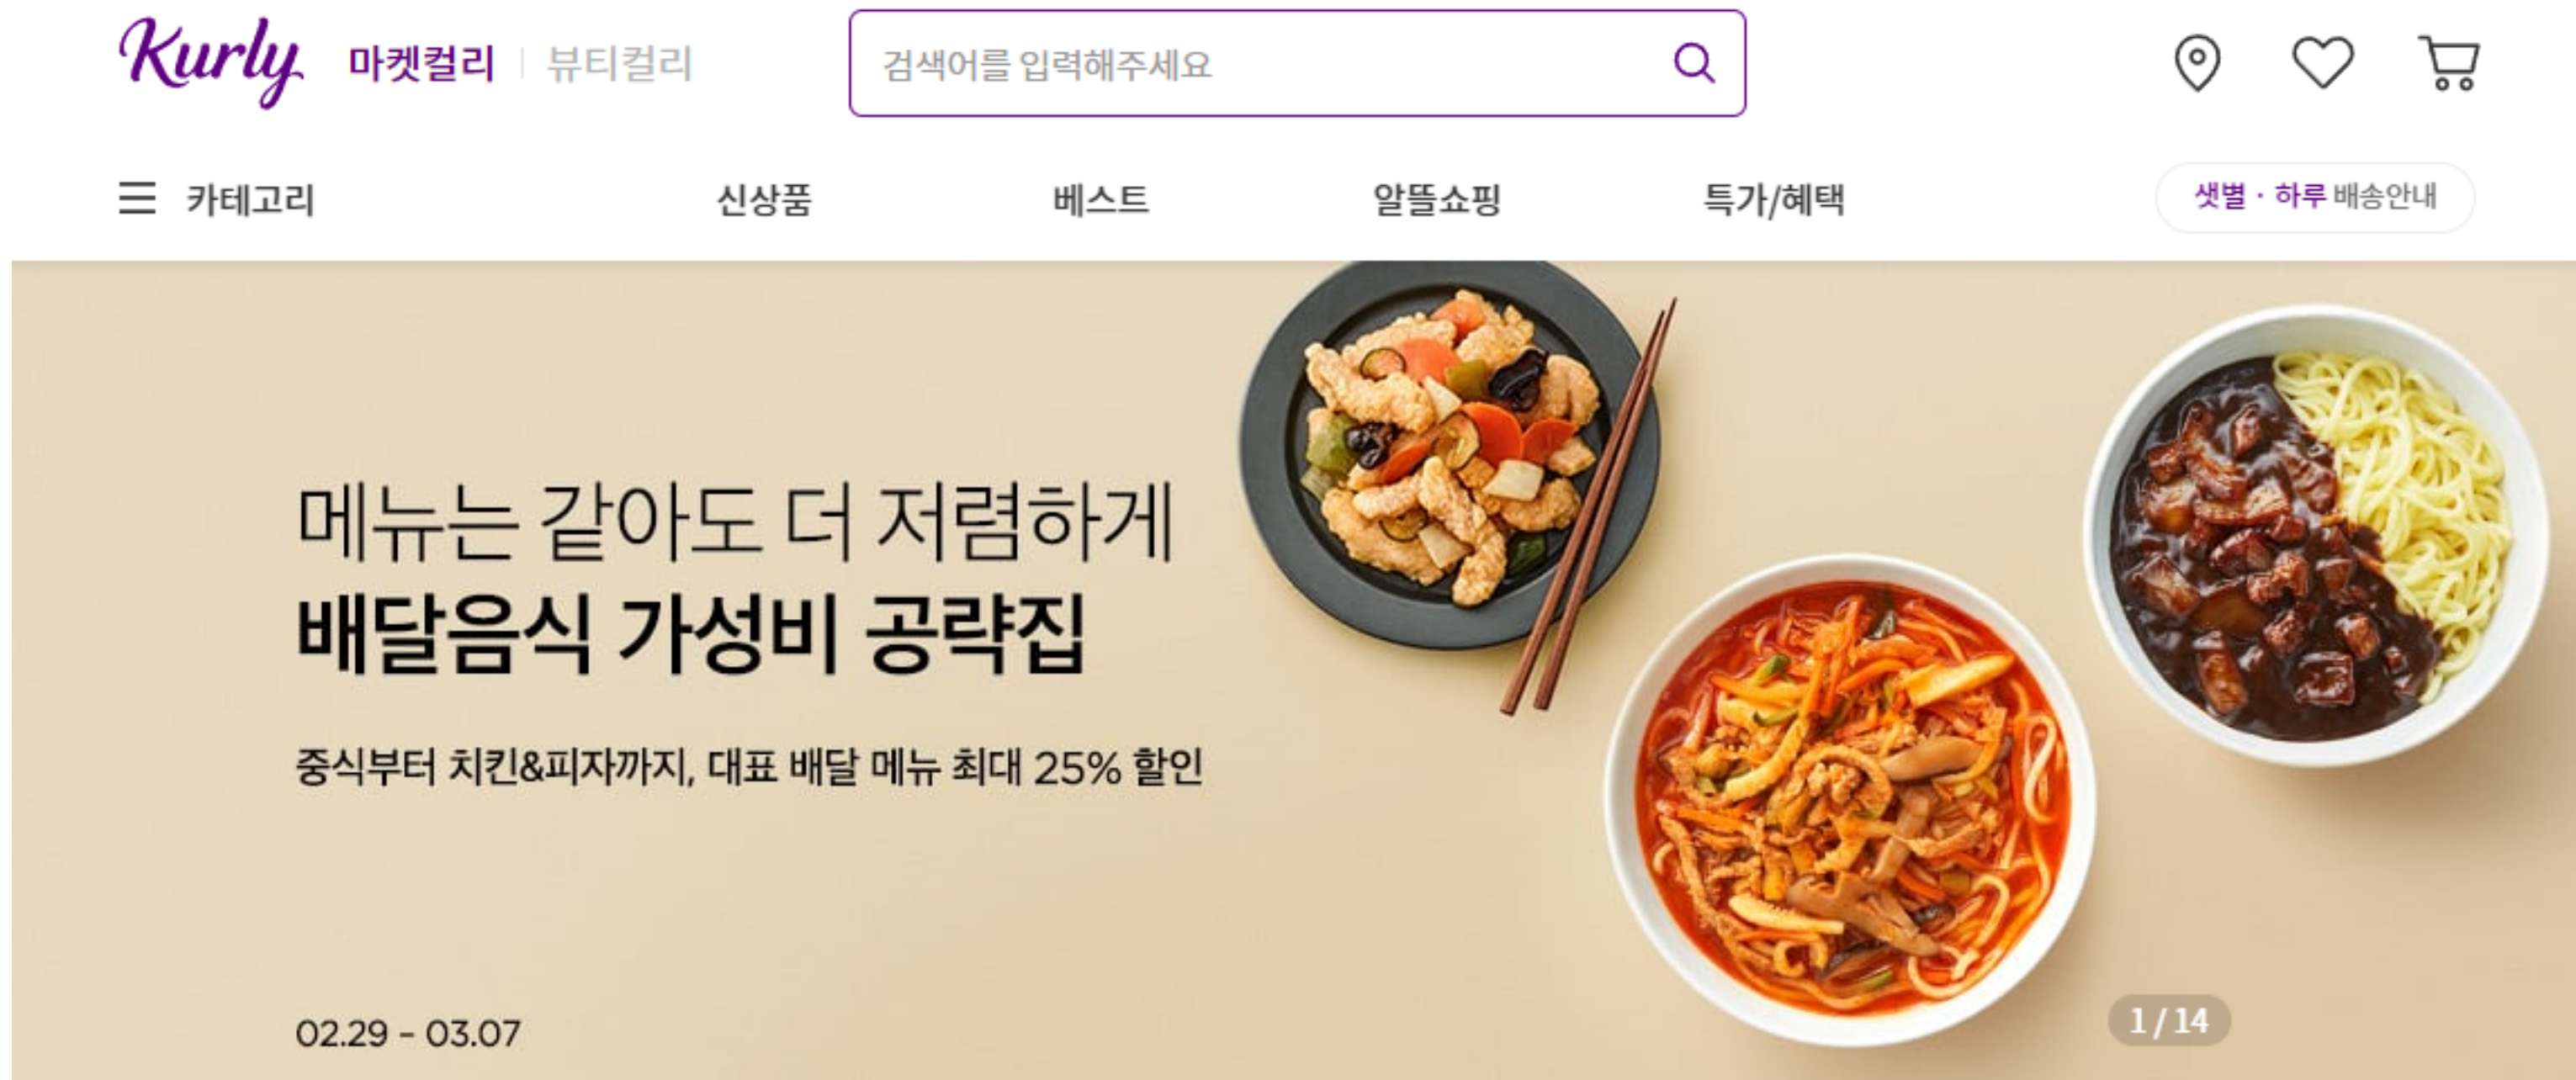 Kurly 마켓컬리 뷰티컬리 검색어를 입력해주세요
카테고리 신상품 베스트 알뜰쇼핑 특가/혜택 샛별 · 하루 배송안내
메뉴는 같아도 더 저렴하게
배달음식 가성비 공략집
중식부터 치킨&피자까지, 대표 배달 메뉴 최대 25% 할인
02.29 - 03.07
1 / 14